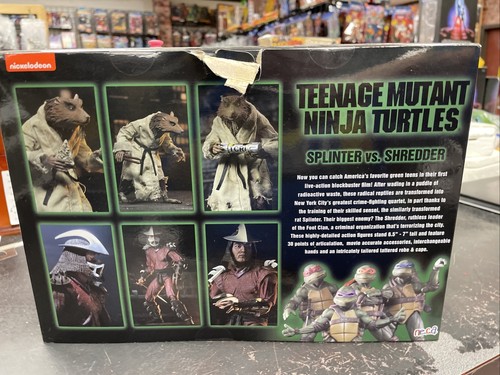 nickelodeon
TEENAGE MUTANT
NINJA TURTLES
SPLINTER vs. SHREDDER
Now you can catch America's favorite green teens in their first
live-action blockbuster film! After wading in a puddle of
radioactive waste, these radical reptiles are transformed into
New York City's greatest crime-fighting quartet, in part thanks to
the training of their skilled sensei, the similarly transformed
rat Splinter. Their biggest enemy? The Shredder, ruthless leader
of the Foot Clan, a criminal organization that's terrorizing the city.
These highly-detailed action figures stand 6.5" - 7" tall and feature
30 points of articulation, movie accurate accessories, interchangeable
hands and an intricately tailored tattered robe & cape.
neca